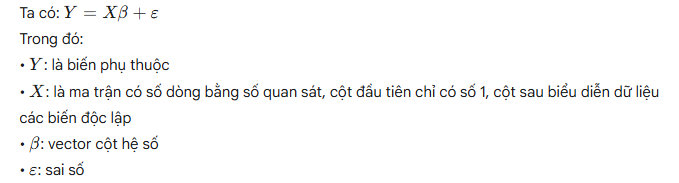 Ta có: Y = Xβ + ε
Trong đó:
• Y: là biến phụ thuộc
• X: là ma trận có số dòng bằng số quan sát, cột đầu tiên chỉ có số 1, cột sau biểu diễn dữ liệu
các biến độc lập
• β: vector cột hệ số
• ε: sai số